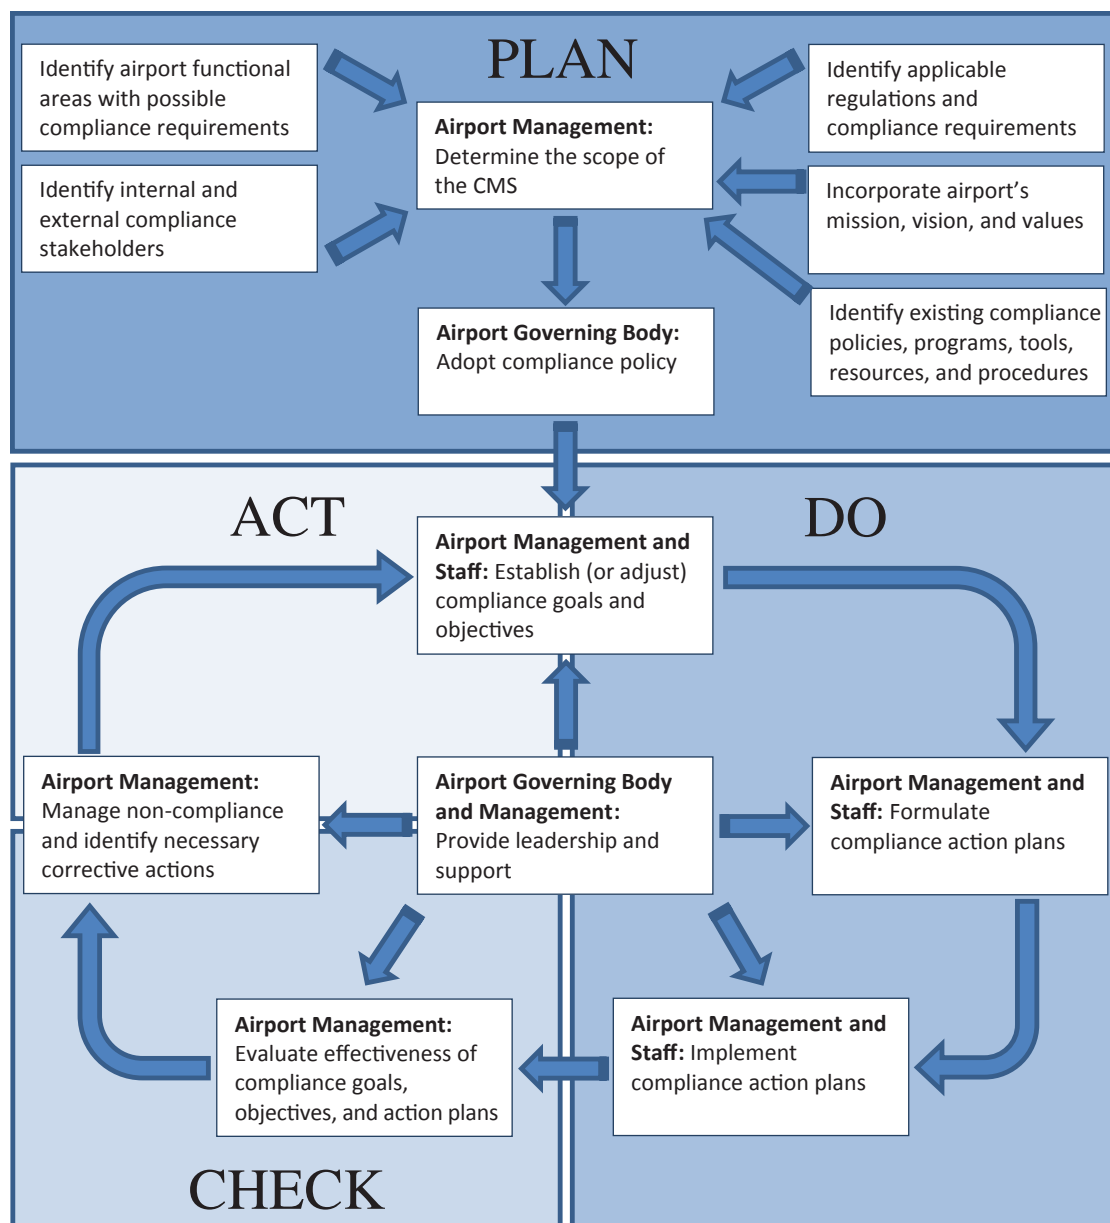 PLAN
Identify airport functional
areas with possible
compliance requirements
Identify internal and
external compliance
stakeholders
Airport Management:
Determine the scope of
the CMS
Identify applicable
regulations and
compliance requirements
Incorporate airport’s
mission, vision, and values
Identify existing compliance
policies, programs, tools,
resources, and procedures
Airport Governing Body:
Adopt compliance policy
ACT
DO
Airport Management and
Staff: Establish (or adjust)
compliance goals and
objectives
Airport Management:
Manage non-compliance
and identify necessary
corrective actions
Airport Governing Body
and Management:
Provide leadership and
support
Airport Management and
Staff: Formulate
compliance action plans
Airport Management:
Evaluate effectiveness of
compliance goals,
objectives, and action plans
Airport Management and
Staff: Implement
compliance action plans
CHECK